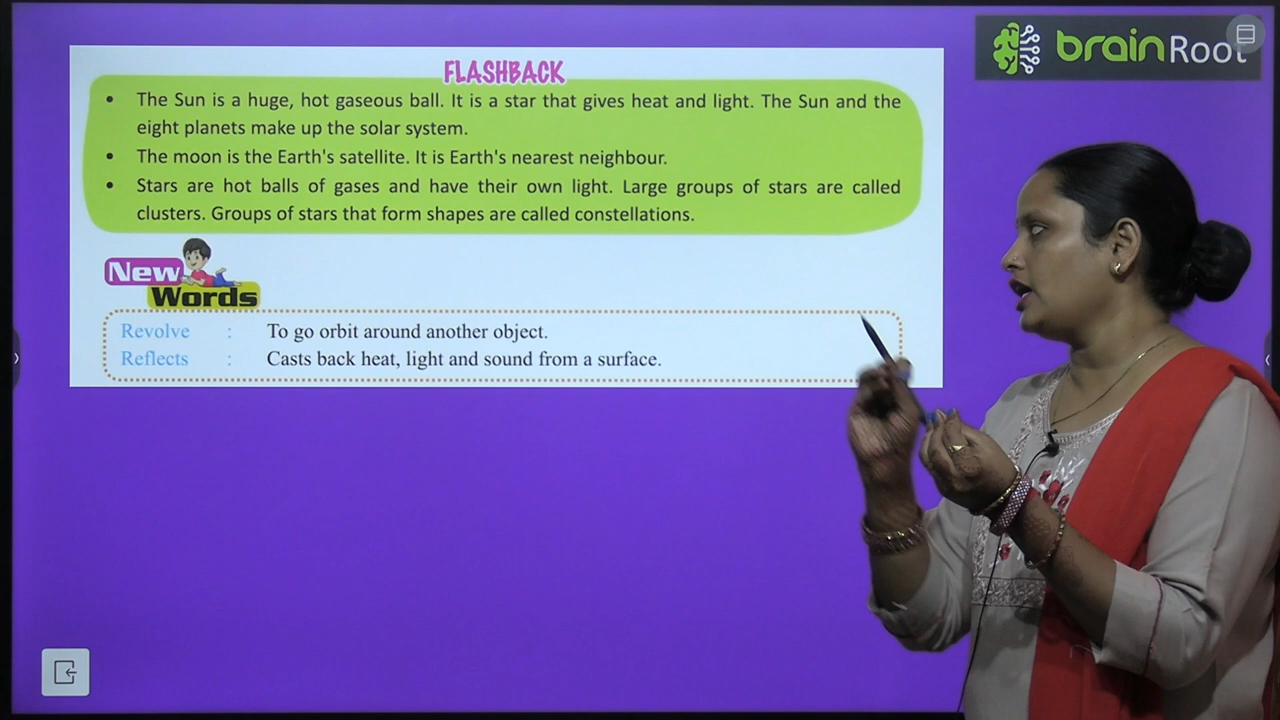 brainRoot
FLASHBACK
• The Sun is a huge, hot gaseous ball. It is a star that gives heat and light. The Sun and the
eight planets make up the solar system.
• The moon is the Earth's satellite. It is Earth's nearest neighbour.
• Stars are hot balls of gases and have their own light. Large groups of stars are called
clusters. Groups of stars that form shapes are called constellations.
New
Words
Revolve : To go orbit around another object.
Reflects : Casts back heat, light and sound from a surface.